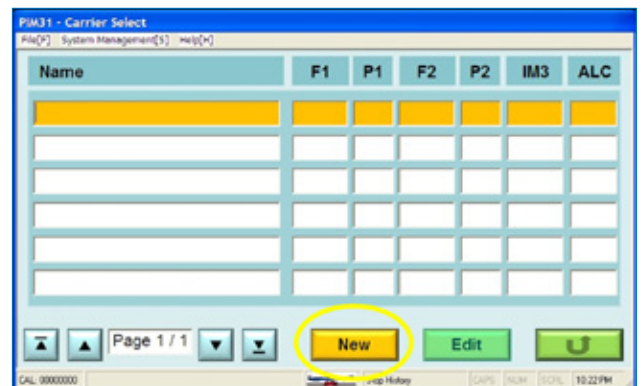 PIM31 - Carrier Select
File[F] System Management[S] Help[H]
Name F1 P1 F2 P2 IM3 ALC
Page 1 / 1 New Edit
CAL: 00000000 Stop History CAPS NUM SCRL 10:22 PM